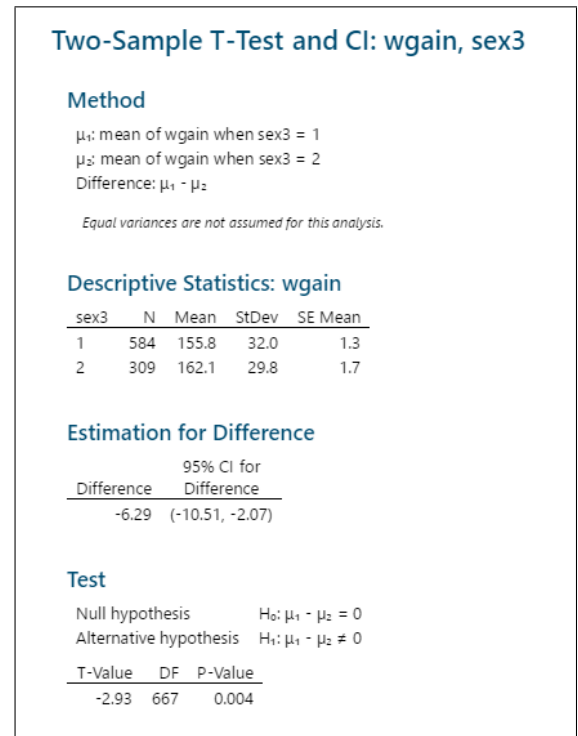 Two-Sample T-Test and CI: wgain, sex3
Method
μ₁: mean of wgain when sex3 = 1
μ₂: mean of wgain when sex3 = 2
Difference: μ₁ - μ₂
Equal variances are not assumed for this analysis.
Descriptive Statistics: wgain
sex3 N Mean StDev SE Mean
1 584 155.8 32.0 1.3
2 309 162.1 29.8 1.7
Estimation for Difference
95% CI for
Difference Difference
-6.29 (-10.51, -2.07)
Test
Null hypothesis H₀: μ₁ - μ₂ = 0
Alternative hypothesis H₁: μ₁ - μ₂ ≠ 0
T-Value DF P-Value
-2.93 667 0.004